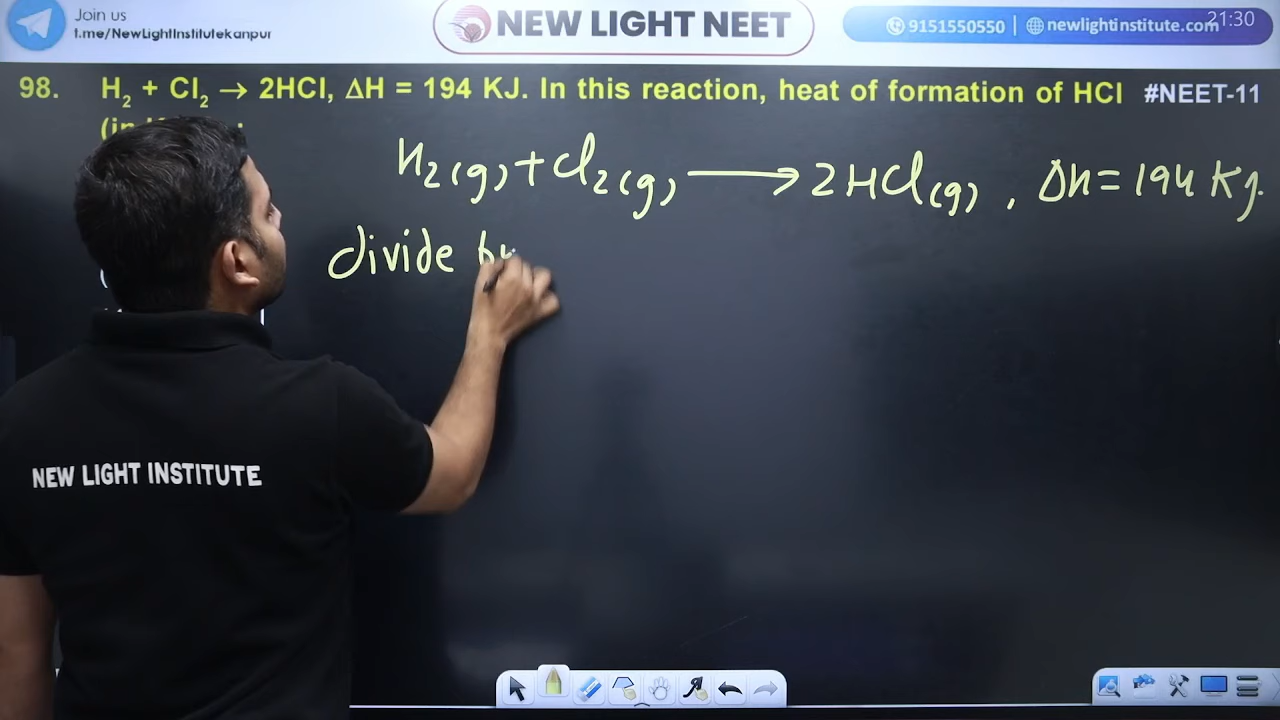 Join us
t.me/NewLightInstitutekanpur
NEW LIGHT NEET
9151550550 | newlightinstitute.com
21:30
98. H₂ + Cl₂ → 2HCl, ΔH = 194 KJ. In this reaction, heat of formation of HCl #NEET-11
H₂(g) + Cl₂(g) ⟶ 2HCl(g), Δh = 194 Kj.
divide by
NEW LIGHT INSTITUTE